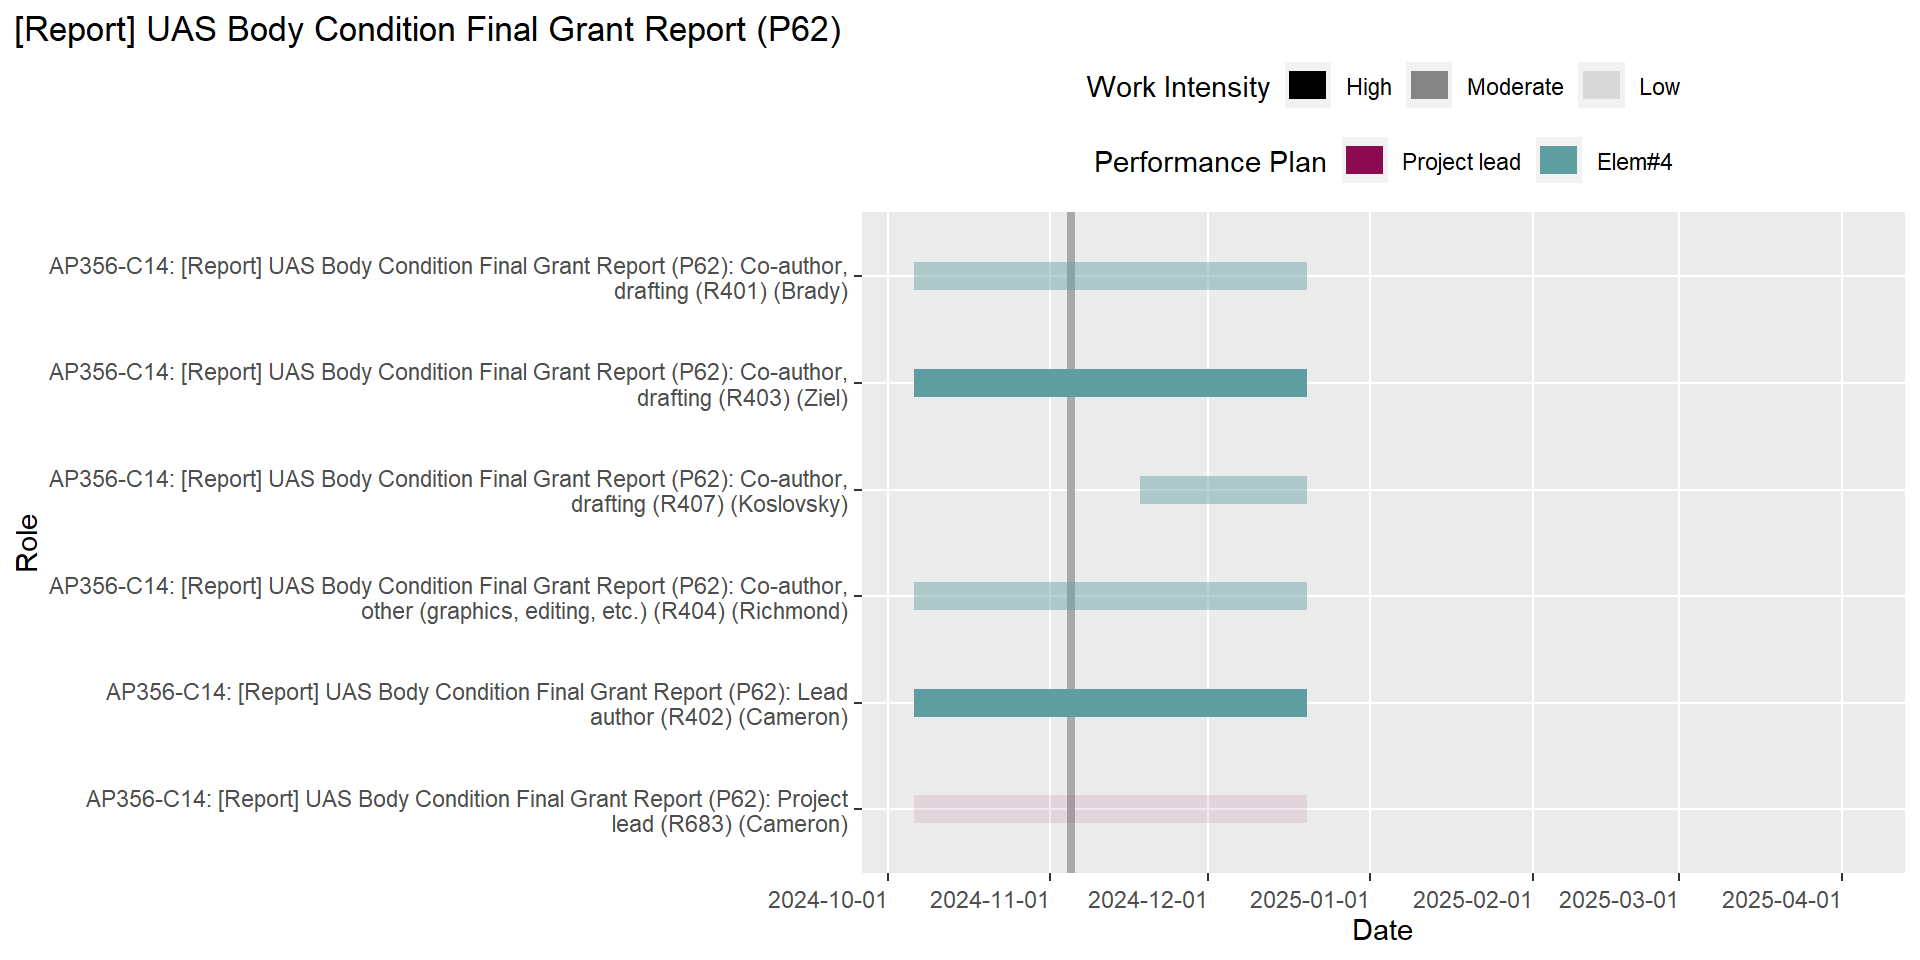 [Report] UAS Body Condition Final Grant Report (P62)
Work Intensity High Moderate Low
Performance Plan Project lead Elem#4
AP356-C14: [Report] UAS Body Condition Final Grant Report (P62): Co-author,
drafting (R401) (Brady)
AP356-C14: [Report] UAS Body Condition Final Grant Report (P62): Co-author,
drafting (R403) (Ziel)
AP356-C14: [Report] UAS Body Condition Final Grant Report (P62): Co-author,
drafting (R407) (Koslovsky)
Role
AP356-C14: [Report] UAS Body Condition Final Grant Report (P62): Co-author,
other (graphics, editing, etc.) (R404) (Richmond)
AP356-C14: [Report] UAS Body Condition Final Grant Report (P62): Lead
author (R402) (Cameron)
AP356-C14: [Report] UAS Body Condition Final Grant Report (P62): Project
lead (R683) (Cameron)
2024-10-01 2024-11-01 2024-12-01 2025-01-01 2025-02-01 2025-03-01 2025-04-01
Date